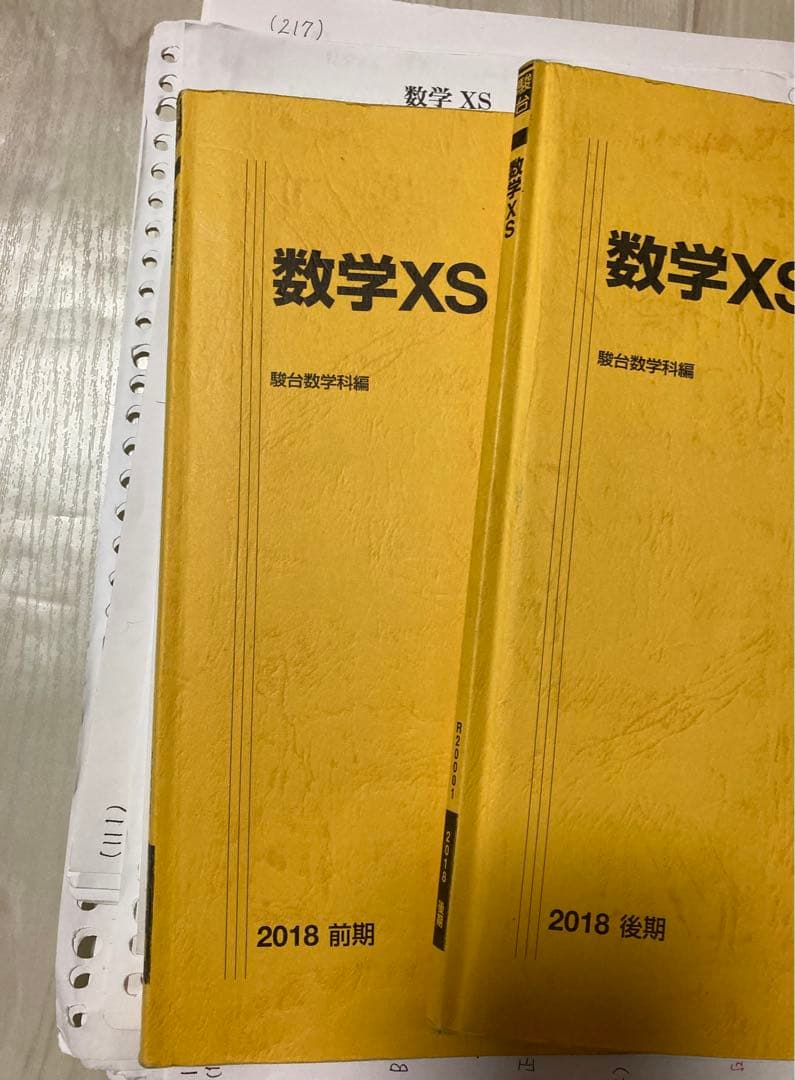 (217)
数学 XS
数学XS
駿台数学科編
2018 前期
(111)
駿台
数学XS
R20001
2018
数学XS
駿台数学科編
2018 後期
B
正